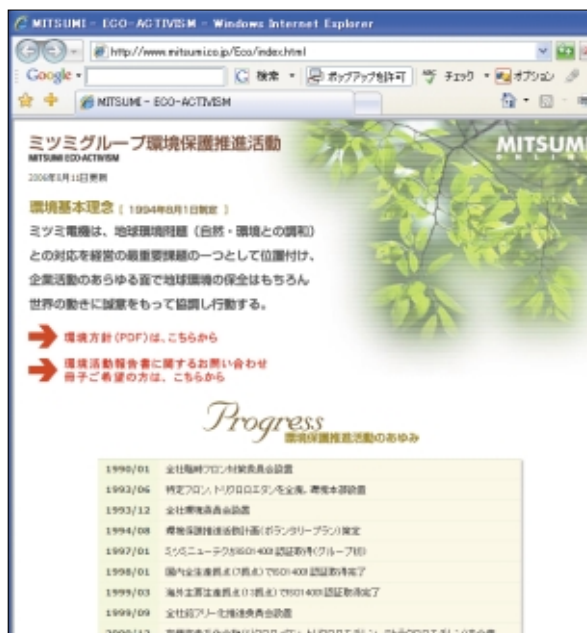 MITSUMI - ECO-ACTIVISM - Windows Internet Explorer
http://www.mitsumi.co.jp/Eco/index.html
Google
検索
ポップアップを許可
チェック
オプション
MITSUMI - ECO-ACTIVISM
ミツミグループ環境保護推進活動
MITSUMI ECO-ACTIVISM
MITSUMI
ONLINE
環境基本理念 [ 1994年8月1日制定 ]
ミツミ電機は、地球環境問題（自然・環境との調和）
との対応を経営の最重要課題の一つとして位置付け、
企業活動のあらゆる面で地球環境の保全はもちろん
世界の動きに誠意をもって協調し行動する。
環境方針(PDF)は、こちらから
環境活動報告書に関するお問い合わせ
冊子ご希望の方は、こちらから
Progress
環境保護推進活動のあゆみ
1990/01 全社臨時フロン対策委員会設置
1993/06 特定フロン、トリクロロエタンを全廃。環境本部設置
1993/12 全社環境委員会設置
1994/08 環境保護推進活動計画(ボランタリープラン)策定
1997/01 ミツミニューテクがISO14001認証取得(グループ初)
1998/01 国内全生産拠点(7拠点)でISO14001認証取得完了
1999/03 海外主要生産拠点(13拠点)でISO14001認証取得完了
1999/09 全社鉛フリー化推進委員会設置